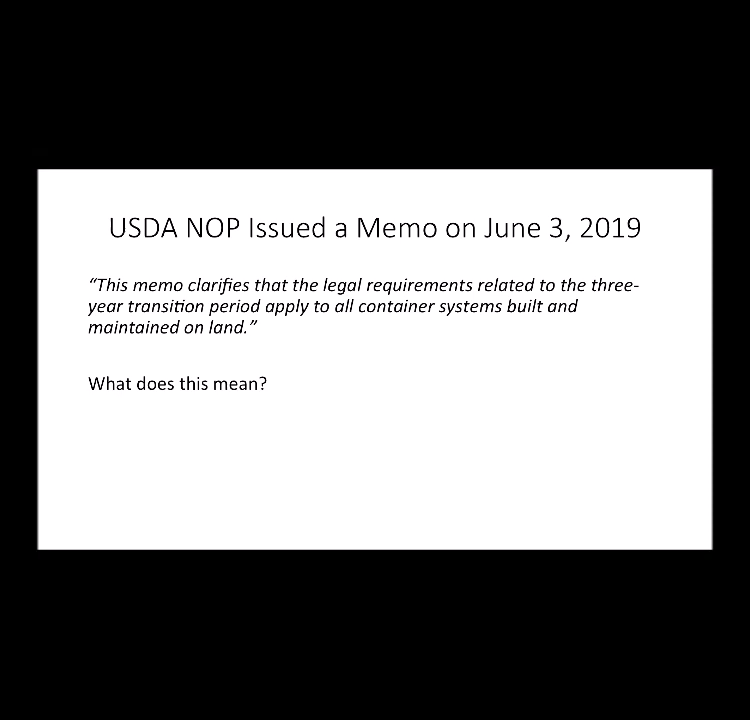 USDA NOP Issued a Memo on June 3, 2019
“This memo clarifies that the legal requirements related to the three-
year transition period apply to all container systems built and
maintained on land.”
What does this mean?